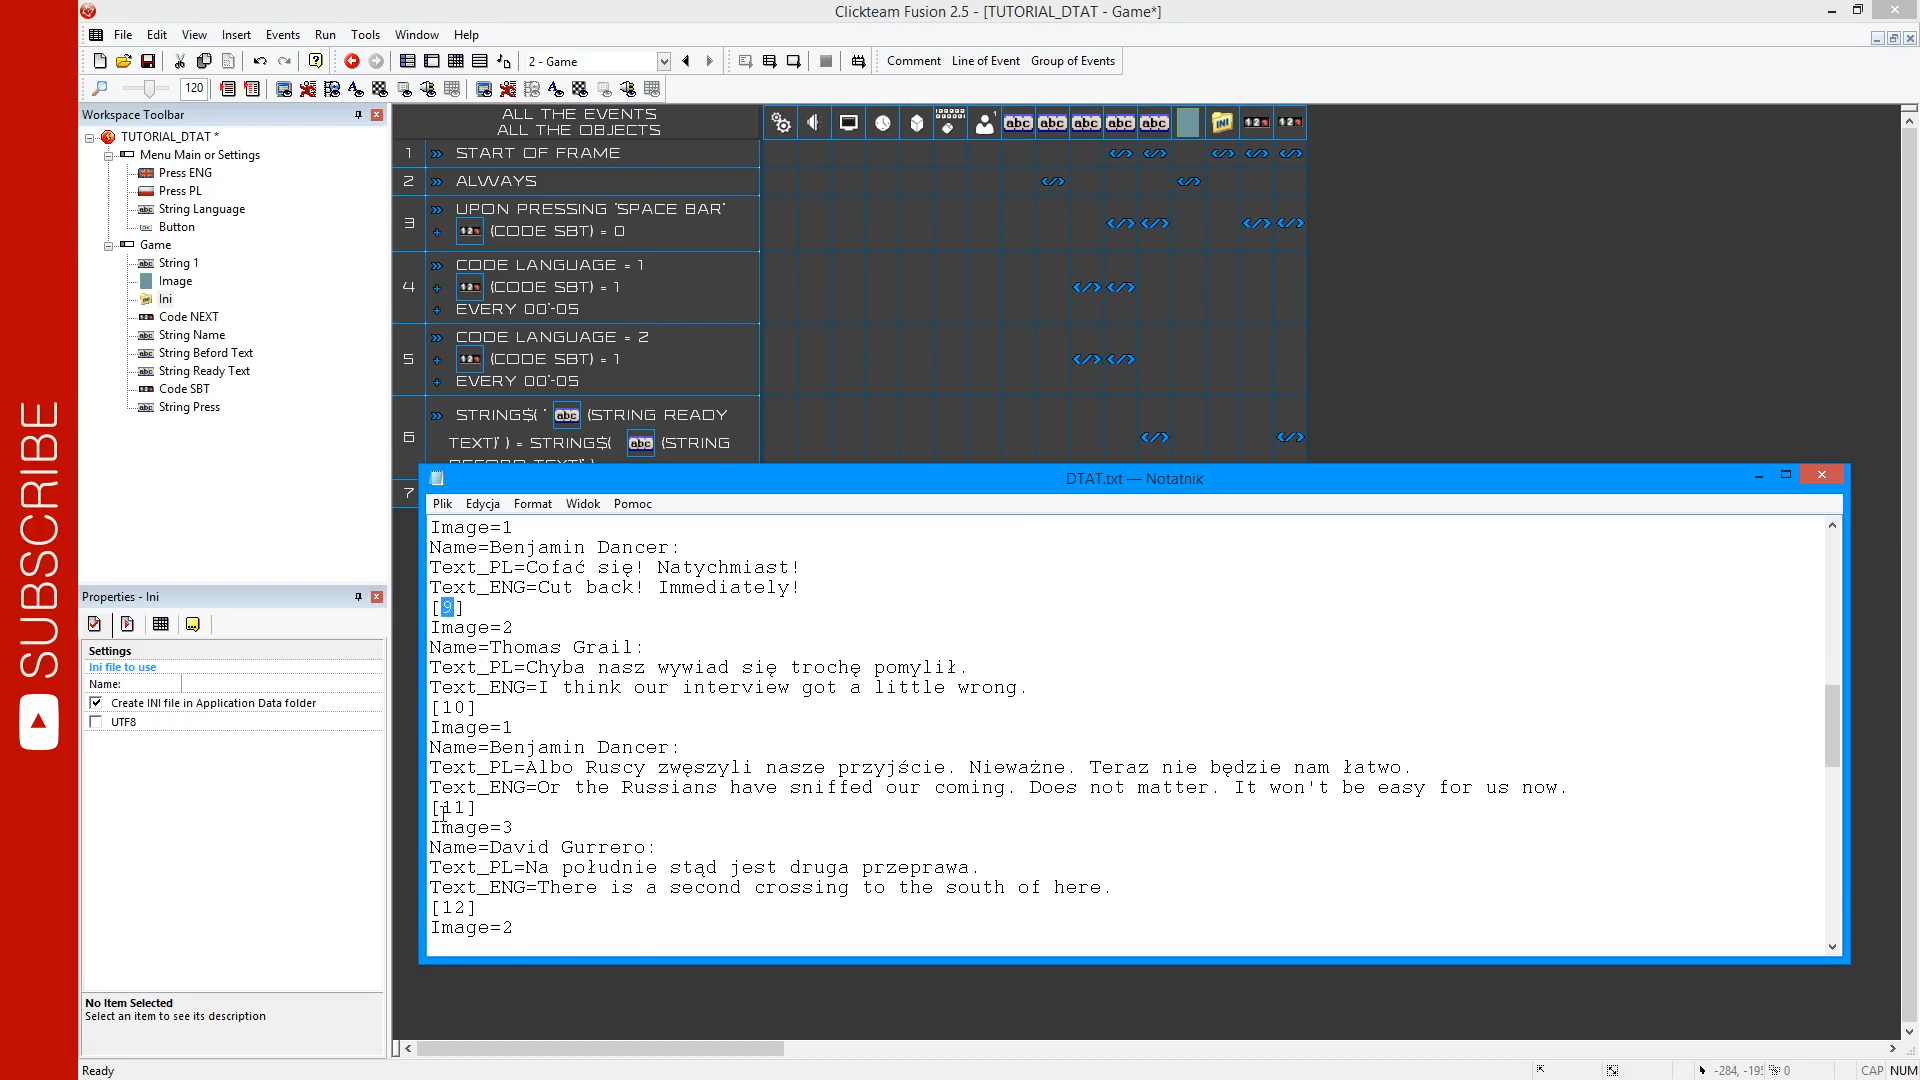 SUBSCRIBE
Clickteam Fusion 2.5 - [TUTORIAL_DTAT - Game*]
File Edit View Insert Events Run Tools Window Help
2 - Game
Comment Line of Event Group of Events
120
Workspace Toolbar
TUTORIAL_DTAT *
Menu Main or Settings
Press ENG
Press PL
String Language
Button
Game
String 1
Image
Ini
Code NEXT
String Name
String Beford Text
String Ready Text
Code SBT
String Press
Properties - Ini
Settings
Ini file to use
Name:
Create INI file in Application Data folder
UTF8
No Item Selected
Select an item to see its description
Ready
ALL THE EVENTS
ALL THE OBJECTS
1 START OF FRAME
2 ALWAYS
3 UPON PRESSING "SPACE BAR"
(CODE SBT) = 0
4 CODE LANGUAGE = 1
(CODE SBT) = 1
EVERY 00"-05
5 CODE LANGUAGE = 2
(CODE SBT) = 1
EVERY 00"-05
6 STRING$( " abc (STRING READY
TEXT)" ) = STRING$( abc (STRING
BEFORD TEXT)" )
7
DTAT.txt — Notatnik
Plik Edycja Format Widok Pomoc
Image=1
Name=Benjamin Dancer:
Text_PL=Cofać się! Natychmiast!
Text_ENG=Cut back! Immediately!
[9]
Image=2
Name=Thomas Grail:
Text_PL=Chyba nasz wywiad się trochę pomylił.
Text_ENG=I think our interview got a little wrong.
[10]
Image=1
Name=Benjamin Dancer:
Text_PL=Albo Ruscy zwęszyli nasze przyjście. Nieważne. Teraz nie będzie nam łatwo.
Text_ENG=Or the Russians have sniffed our coming. Does not matter. It won't be easy for us now.
[11]
Image=3
Name=David Gurrero:
Text_PL=Na południe stąd jest druga przeprawa.
Text_ENG=There is a second crossing to the south of here.
[12]
Image=2
-284, -195 0
CAP NUM